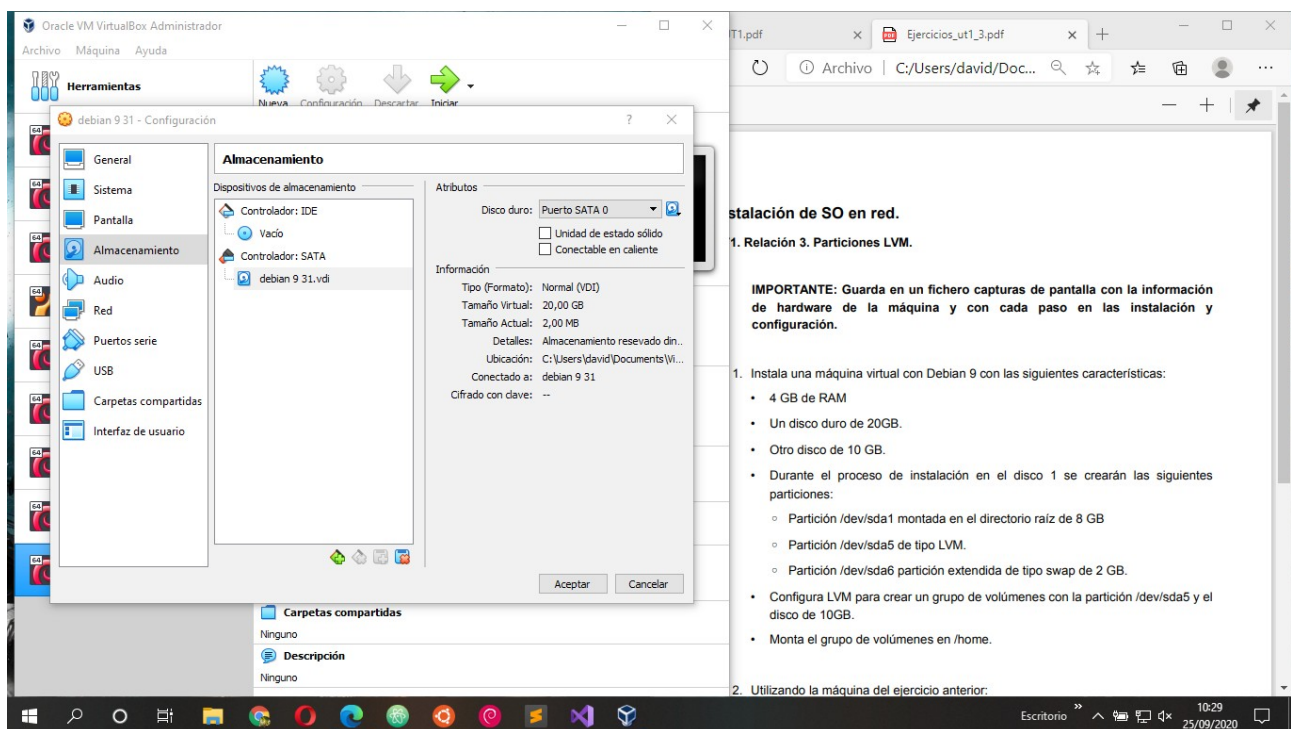 Oracle VM VirtualBox Administrador
Archivo Máquina Ayuda
Herramientas
Nueva Configuración Descartar Iniciar
debian 9 31 - Configuración
General
Sistema
Pantalla
Almacenamiento
Audio
Red
Puertos serie
USB
Carpetas compartidas
Interfaz de usuario
Almacenamiento
Dispositivos de almacenamiento
Controlador: IDE
Vacío
Controlador: SATA
debian 9 31.vdi
Atributos
Disco duro: Puerto SATA 0
Unidad de estado sólido
Conectable en caliente
Información
Tipo (Formato): Normal (VDI)
Tamaño Virtual: 20,00 GB
Tamaño Actual: 2,00 MB
Detalles: Almacenamiento resevado din..
Ubicación: C:\Users\david\Documents\Vi...
Conectado a: debian 9 31
Cifrado con clave: --
Aceptar Cancelar
Carpetas compartidas
Ninguno
Descripción
Ninguno
UT1.pdf Ejercicios_ut1_3.pdf
Archivo | C:/Users/david/Doc...
stalación de SO en red.
1. Relación 3. Particiones LVM.
IMPORTANTE: Guarda en un fichero capturas de pantalla con la información
de hardware de la máquina y con cada paso en las instalación y
configuración.
1. Instala una máquina virtual con Debian 9 con las siguientes características:
• 4 GB de RAM
• Un disco duro de 20GB.
• Otro disco de 10 GB.
• Durante el proceso de instalación en el disco 1 se crearán las siguientes
particiones:
◦ Partición /dev/sda1 montada en el directorio raíz de 8 GB
◦ Partición /dev/sda5 de tipo LVM.
◦ Partición /dev/sda6 partición extendida de tipo swap de 2 GB.
• Configura LVM para crear un grupo de volúmenes con la partición /dev/sda5 y el
disco de 10GB.
• Monta el grupo de volúmenes en /home.
2. Utilizando la máquina del ejercicio anterior:
Escritorio
10:29
25/09/2020